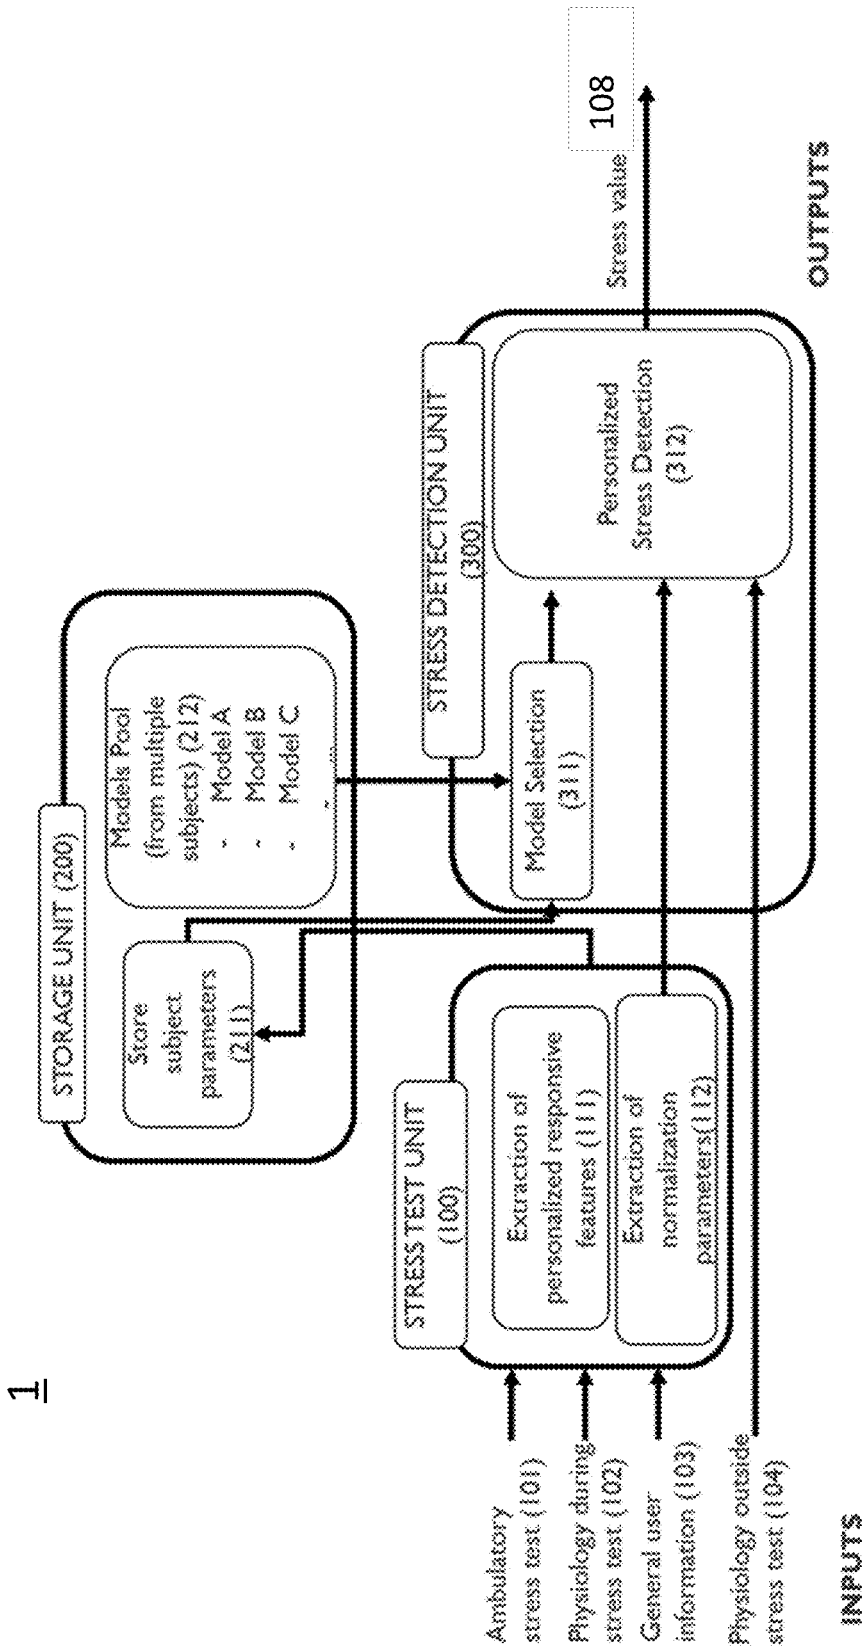 1
STORAGE UNIT (200)
Store
subject
parameters
(211)
Models Pool
(from multiple
subjects) (212)
- Model A
- Model B
- Model C
-
STRESS TEST UNIT
(100)
Extraction of
personalized responsive
features (111)
Extraction of
normalization
parameters(112)
STRESS DETECTION UNIT
(300)
Model Selection
(311)
Personalized
Stress Detection
(312)
Stress value
108
Ambulatory
stress test (101)
Physiology during
stress test (102)
General user
information (103)
Physiology outside
stress test (104)
INPUTS
OUTPUTS